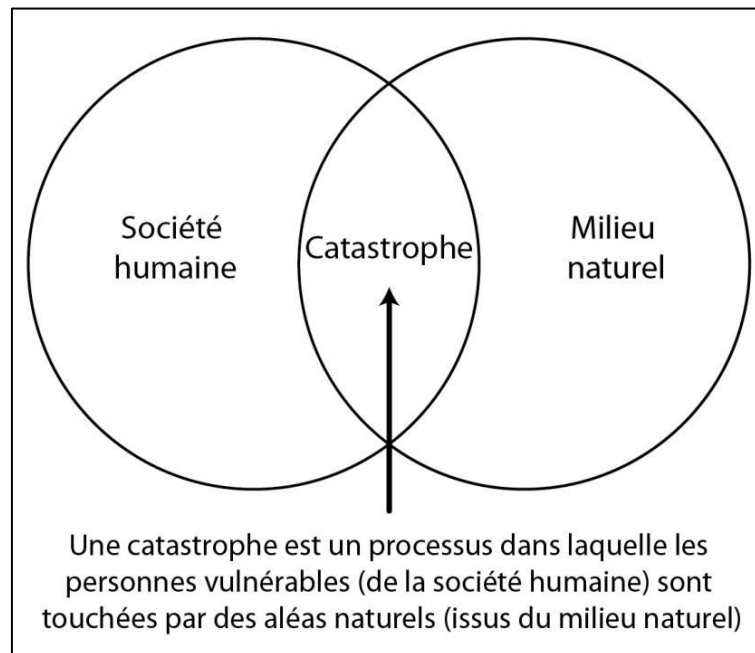 Société
humaine
Catastrophe
Milieu
naturel
Une catastrophe est un processus dans laquelle les
personnes vulnérables (de la société humaine) sont
touchées par des aléas naturels (issus du milieu naturel)